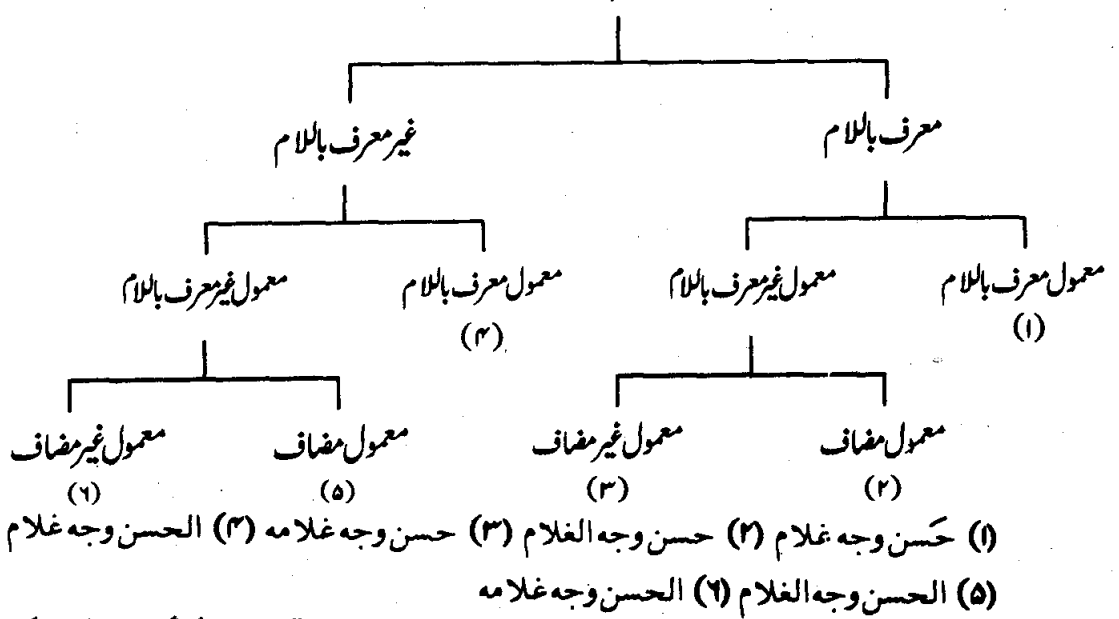 معرف باللام غیر معرف باللام
معمول معرف باللام معمول غیر معرف باللام معمول معرف باللام معمول غیر معرف باللام
(۱) (۴)
معمول مضاف معمول غیر مضاف معمول مضاف معمول غیر مضاف
(۲) (۳) (۵) (۶)
(۱) حَسن وجه غلام (۲) حسن وجه الغلام (۳) حسن وجه غلامه (۴) الحسن وجه غلام
(۵) الحسن وجه الغلام (۶) الحسن وجه غلامه